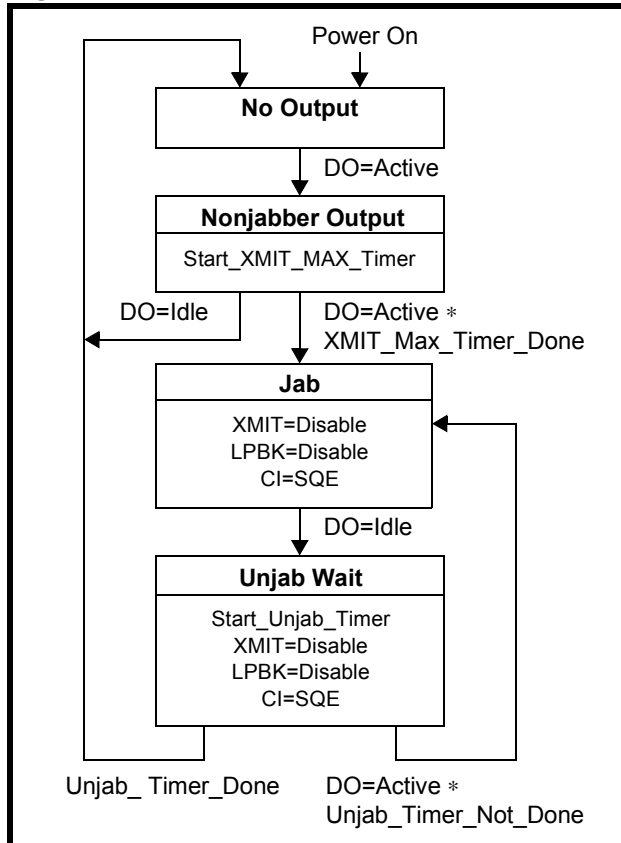 Power On
No Output
DO=Active
Nonjabber Output
Start_XMIT_MAX_Timer
DO=Idle
DO=Active *
XMIT_Max_Timer_Done
Jab
XMIT=Disable
LPBK=Disable
CI=SQE
DO=Idle
Unjab Wait
Start_Unjab_Timer
XMIT=Disable
LPBK=Disable
CI=SQE
Unjab_ Timer_Done
DO=Active *
Unjab_Timer_Not_Done